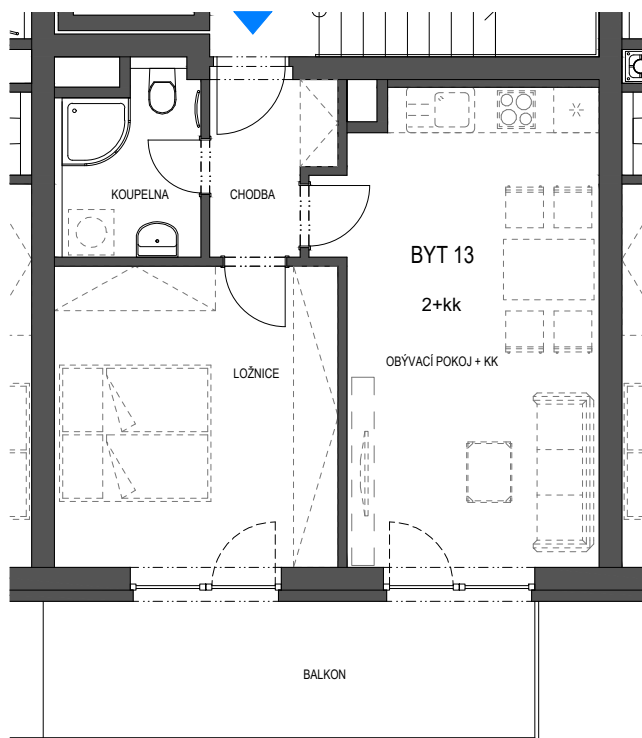 KOUPELNA
CHODBA
BYT 13
2+kk
OBÝVACÍ POKOJ + KK
LOŽNICE
BALKON